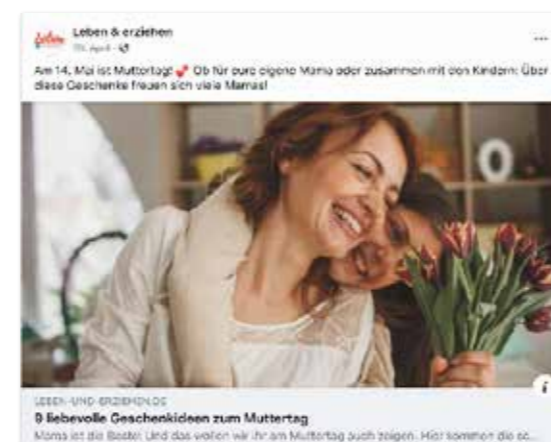 Leben & erziehen
April
Am 14. Mai ist Muttertag! 💕 Ob für eure eigene Mama oder zusammen mit den Kindern: Über
diese Geschenke freuen sich viele Mamas!
LEBEN-UND-ERZIEHEN.DE
9 liebevolle Geschenkideen zum Muttertag
Mama ist die Beste! Und das wollen wir ihr am Muttertag auch zeigen. Hier kommen die sc...